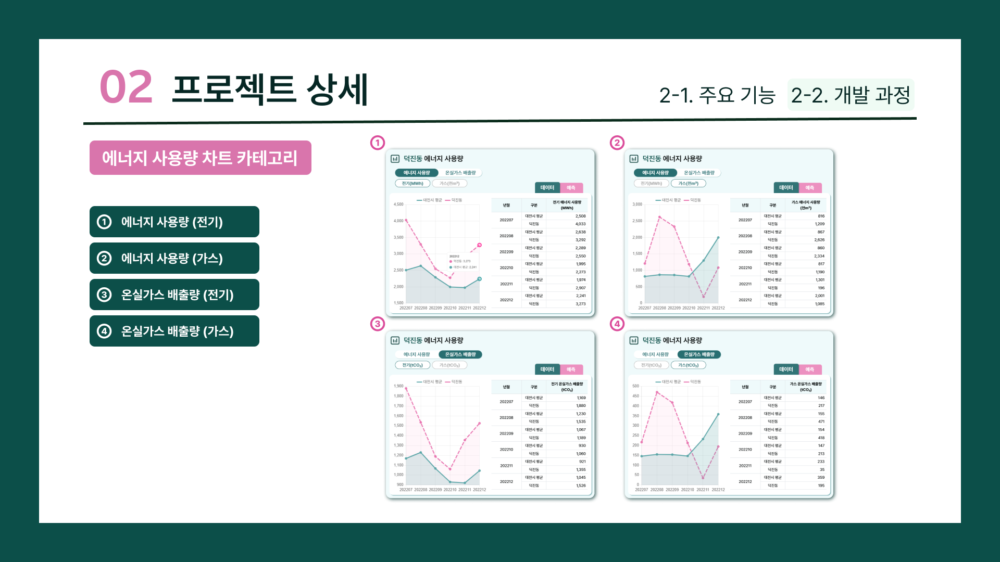 02 프로젝트 상세
2-1. 주요 기능 2-2. 개발 과정
에너지 사용량 차트 카테고리
1 에너지 사용량 (전기)
2 에너지 사용량 (가스)
3 온실가스 배출량 (전기)
4 온실가스 배출량 (가스)
1
덕진동 에너지 사용량
에너지 사용량 온실가스 배출량
전기(MWh) 가스(천m³)
데이터 예측
대전시 평균 덕진동
4,500
4,000
3,500
3,000
2,500
2,000
1,500
202207 202208 202209 202210 202211 202212
202212
덕진동: 3,273
대전시 평균: 2,241
년월 구분 전기 에너지 사용량
(MWh)
202207 대전시 평균 2,508
덕진동 4,033
202208 대전시 평균 2,638
덕진동 3,292
202209 대전시 평균 2,289
덕진동 2,550
202210 대전시 평균 1,995
덕진동 2,273
202211 대전시 평균 1,974
덕진동 2,907
202212 대전시 평균 2,241
덕진동 3,273
2
덕진동 에너지 사용량
에너지 사용량 온실가스 배출량
전기(MWh) 가스(천m³)
데이터 예측
대전시 평균 덕진동
3,000
2,500
2,000
1,500
1,000
500
0
202207 202208 202209 202210 202211 202212
년월 구분 가스 에너지 사용량
(천m³)
202207 대전시 평균 816
덕진동 1,209
202208 대전시 평균 867
덕진동 2,626
202209 대전시 평균 860
덕진동 2,334
202210 대전시 평균 817
덕진동 1,190
202211 대전시 평균 1,301
덕진동 196
202212 대전시 평균 2,001
덕진동 1,085
3
덕진동 에너지 사용량
에너지 사용량 온실가스 배출량
전기(tCO₂) 가스(tCO₂)
데이터 예측
대전시 평균 덕진동
1,900
1,800
1,700
1,600
1,500
1,400
1,300
1,200
1,100
1,000
900
202207 202208 202209 202210 202211 202212
년월 구분 전기 온실가스 배출량
(tCO₂)
202207 대전시 평균 1,169
덕진동 1,880
202208 대전시 평균 1,230
덕진동 1,535
202209 대전시 평균 1,067
덕진동 1,189
202210 대전시 평균 930
덕진동 1,060
202211 대전시 평균 921
덕진동 1,355
202212 대전시 평균 1,045
덕진동 1,526
4
덕진동 에너지 사용량
에너지 사용량 온실가스 배출량
전기(tCO₂) 가스(tCO₂)
데이터 예측
대전시 평균 덕진동
500
450
400
350
300
250
200
150
100
50
0
202207 202208 202209 202210 202211 202212
년월 구분 가스 온실가스 배출량
(tCO₂)
202207 대전시 평균 146
덕진동 217
202208 대전시 평균 155
덕진동 471
202209 대전시 평균 154
덕진동 418
202210 대전시 평균 147
덕진동 213
202211 대전시 평균 233
덕진동 35
202212 대전시 평균 359
덕진동 195